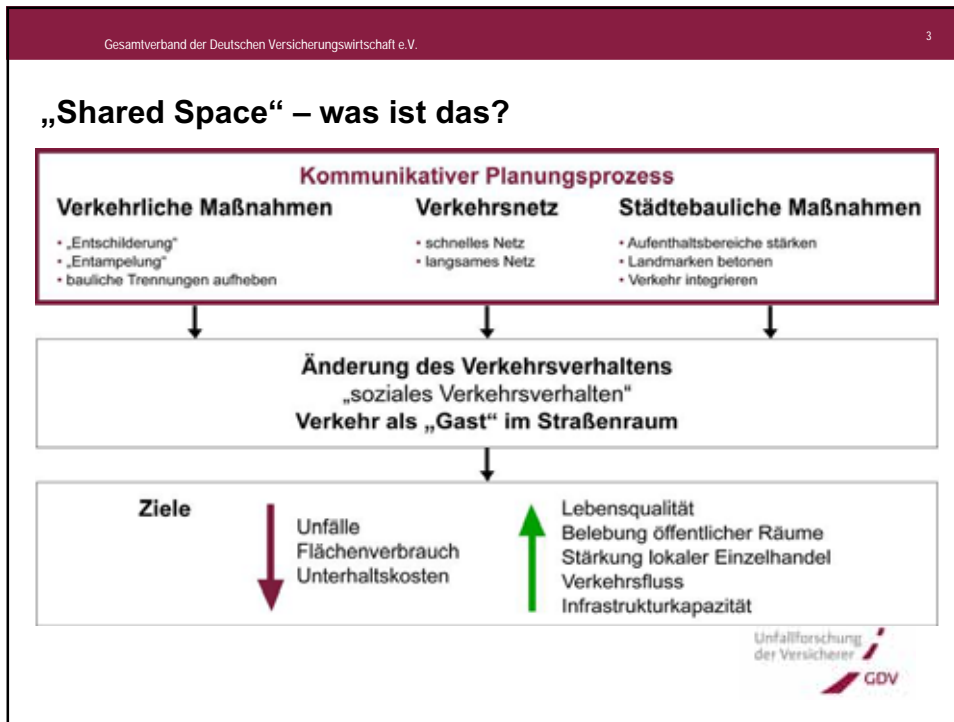 Gesamtverband der Deutschen Versicherungswirtschaft e.V.
3
„Shared Space“ – was ist das?
Kommunikativer Planungsprozess
Verkehrliche Maßnahmen
• „Entschilderung“
• „Entampelung“
• bauliche Trennungen aufheben
Verkehrsnetz
• schnelles Netz
• langsames Netz
Städtebauliche Maßnahmen
• Aufenthaltsbereiche stärken
• Landmarken betonen
• Verkehr integrieren
Änderung des Verkehrsverhaltens
„soziales Verkehrsverhalten“
Verkehr als „Gast“ im Straßenraum
Ziele
Unfälle
Flächenverbrauch
Unterhaltskosten
Lebensqualität
Belebung öffentlicher Räume
Stärkung lokaler Einzelhandel
Verkehrsfluss
Infrastrukturkapazität
Unfallforschung
der Versicherer
GDV